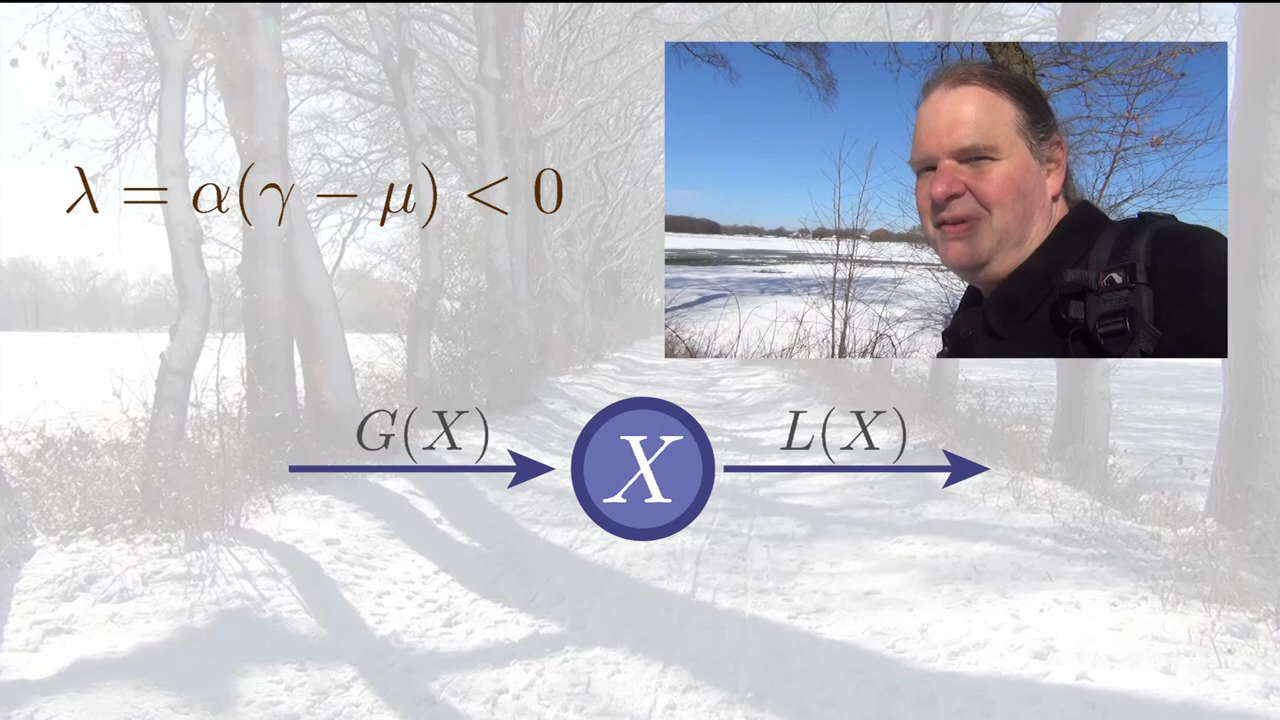 λ = α(γ − μ) < 0
G(X)
X
L(X)